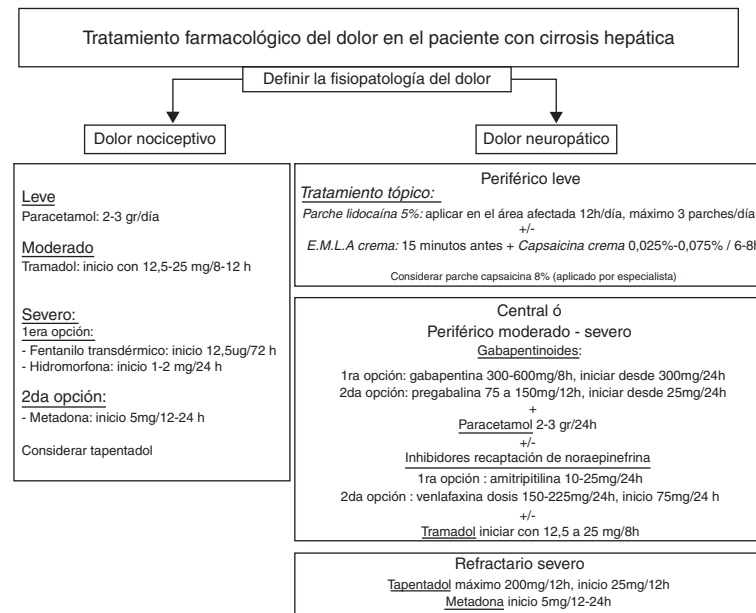 Tratamiento farmacológico del dolor en el paciente con cirrosis hepática
Definir la fisiopatología del dolor
Dolor nociceptivo
Leve
Paracetamol: 2-3 gr/día
Moderado
Tramadol: inicio con 12,5-25 mg/8-12 h
Severo:
1era opción:
- Fentanilo transdérmico: inicio 12,5ug/72 h
- Hidromorfona: inicio 1-2 mg/24 h
2da opción:
- Metadona: inicio 5mg/12-24 h
Considerar tapentadol
Dolor neuropático
Periférico leve
Tratamiento tópico:
Parche lidocaína 5%: aplicar en el área afectada 12h/día, máximo 3 parches/día
+/-
E.M.L.A crema: 15 minutos antes + Capsaicina crema 0,025%-0,075% / 6-8h
Considerar parche capsaicina 8% (aplicado por especialista)
Central ó
Periférico moderado - severo
Gabapentinoides:
1ra opción: gabapentina 300-600mg/8h, iniciar desde 300mg/24h
2da opción: pregabalina 75 a 150mg/12h, iniciar desde 25mg/24h
+
Paracetamol 2-3 gr/24h
+/-
Inhibidores recaptación de noraepinefrina
1ra opción : amitripitilina 10-25mg/24h
2da opción : venlafaxina dosis 150-225mg/24h, inicio 75mg/24 h
+/-
Tramadol iniciar con 12,5 a 25 mg/8h
Refractario severo
Tapentadol máximo 200mg/12h, inicio 25mg/12h
Metadona inicio 5mg/12-24h